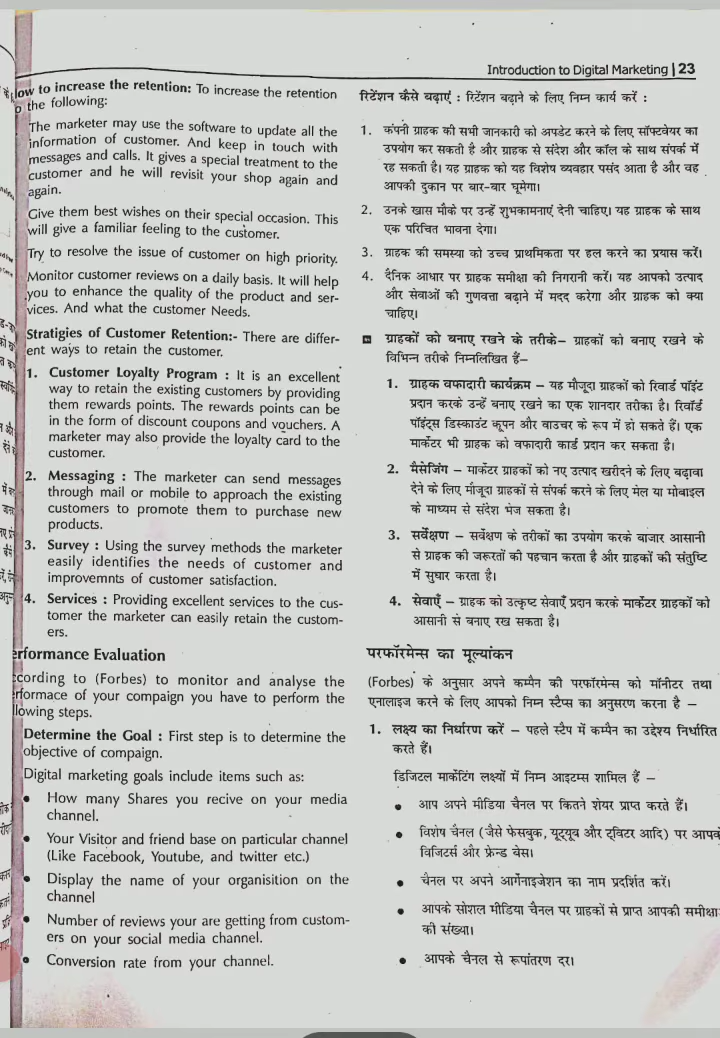 Introduction to Digital Marketing | 23
low to increase the retention: To increase the retention
o the following:
The marketer may use the software to update all the
information of customer. And keep in touch with
messages and calls. It gives a special treatment to the
customer and he will revisit your shop again and
again.
Give them best wishes on their special occasion. This
will give a familiar feeling to the customer.
Try to resolve the issue of customer on high priority.
Monitor customer reviews on a daily basis. It will help
you to enhance the quality of the product and ser-
vices. And what the customer Needs.
Stratigies of Customer Retention:- There are differ-
ent ways to retain the customer.
1. Customer Loyalty Program : It is an excellent
way to retain the existing customers by providing
them rewards points. The rewards points can be
in the form of discount coupons and vouchers. A
marketer may also provide the loyalty card to the
customer.
2. Messaging : The marketer can send messages
through mail or mobile to approach the existing
customers to promote them to purchase new
products.
3. Survey : Using the survey methods the marketer
easily identifies the needs of customer and
improvemnts of customer satisfaction.
4. Services : Providing excellent services to the cus-
tomer the marketer can easily retain the custom-
ers.
erformance Evaluation
ccording to (Forbes) to monitor and analyse the
erformace of your compaign you have to perform the
llowing steps.
Determine the Goal : First step is to determine the
objective of compaign.
Digital marketing goals include items such as:
• How many Shares you recive on your media
channel.
• Your Visitor and friend base on particular channel
(Like Facebook, Youtube, and twitter etc.)
• Display the name of your organisation on the
channel
• Number of reviews your are getting from custom-
ers on your social media channel.
• Conversion rate from your channel.
रिटेंशन कैसे बढ़ाएं : रिटेंशन बढ़ाने के लिए निम्न कार्य करें :
1. कंपनी ग्राहक की सभी जानकारी को अपडेट करने के लिए सॉफ्टवेयर का
उपयोग कर सकती है और ग्राहक से संदेश और कॉल के साथ संपर्क में
रह सकती है। यह ग्राहक को यह विशेष व्यवहार पसंद आता है और वह
आपकी दुकान पर बार-बार घूमेगा।
2. उनके खास मौके पर उन्हें शुभकामनाएं देनी चाहिए। यह ग्राहक के साथ
एक परिचित भावना देगा।
3. ग्राहक की समस्या को उच्च प्राथमिकता पर हल करने का प्रयास करें।
4. दैनिक आधार पर ग्राहक समीक्षा की निगरानी करें। यह आपको उत्पाद
और सेवाओं की गुणवत्ता बढ़ाने में मदद करेगा और ग्राहक को क्या
चाहिए।
ग्राहकों को बनाए रखने के तरीके– ग्राहकों को बनाए रखने के
विभिन्न तरीके निम्नलिखित हैं–
1. ग्राहक वफादारी कार्यक्रम – यह मौजूदा ग्राहकों को रिवार्ड पॉइंट
प्रदान करके उन्हें बनाए रखने का एक शानदार तरीका है। रिवॉर्ड
पॉइंट्स डिस्काउंट कूपन और वाउचर के रूप में हो सकते हैं। एक
मार्केटर भी ग्राहक को वफादारी कार्ड प्रदान कर सकता है।
2. मैसेजिंग – मार्केटर ग्राहकों को नए उत्पाद खरीदने के लिए बढ़ावा
देने के लिए मौजूदा ग्राहकों से संपर्क करने के लिए मेल या मोबाइल
के माध्यम से संदेश भेज सकता है।
3. सर्वेक्षण – सर्वेक्षण के तरीकों का उपयोग करके बाजार आसानी
से ग्राहक की जरूरतों की पहचान करता है और ग्राहकों की संतुष्टि
में सुधार करता है।
4. सेवाएँ – ग्राहक को उत्कृष्ट सेवाएँ प्रदान करके मार्केटर ग्राहकों को
आसानी से बनाए रख सकता है।
परफॉरमेन्स का मूल्यांकन
(Forbes) के अनुसार अपने कम्पैन की परफॉरमेन्स को मॉनीटर तथा
एनालाइज करने के लिए आपको निम्न स्टैप्स का अनुसरण करना है –
1. लक्ष्य का निर्धारण करें – पहले स्टैप में कम्पैन का उद्देश्य निर्धारित
करते हैं।
डिजिटल मार्केटिंग लक्ष्यों में निम्न आइटम्स शामिल हैं –
• आप अपने मीडिया चैनल पर कितने शेयर प्राप्त करते हैं।
• विशेष चैनल (जैसे फेसबुक, यूट्यूब और ट्विटर आदि) पर आपके
विजिटर्स और फ्रेन्ड बेस।
• चैनल पर अपने आर्गेनाइजेशन का नाम प्रदर्शित करें।
• आपके सोशल मीडिया चैनल पर ग्राहकों से प्राप्त आपकी समीक्षा
की संख्या।
• आपके चैनल से रूपांतरण दर।